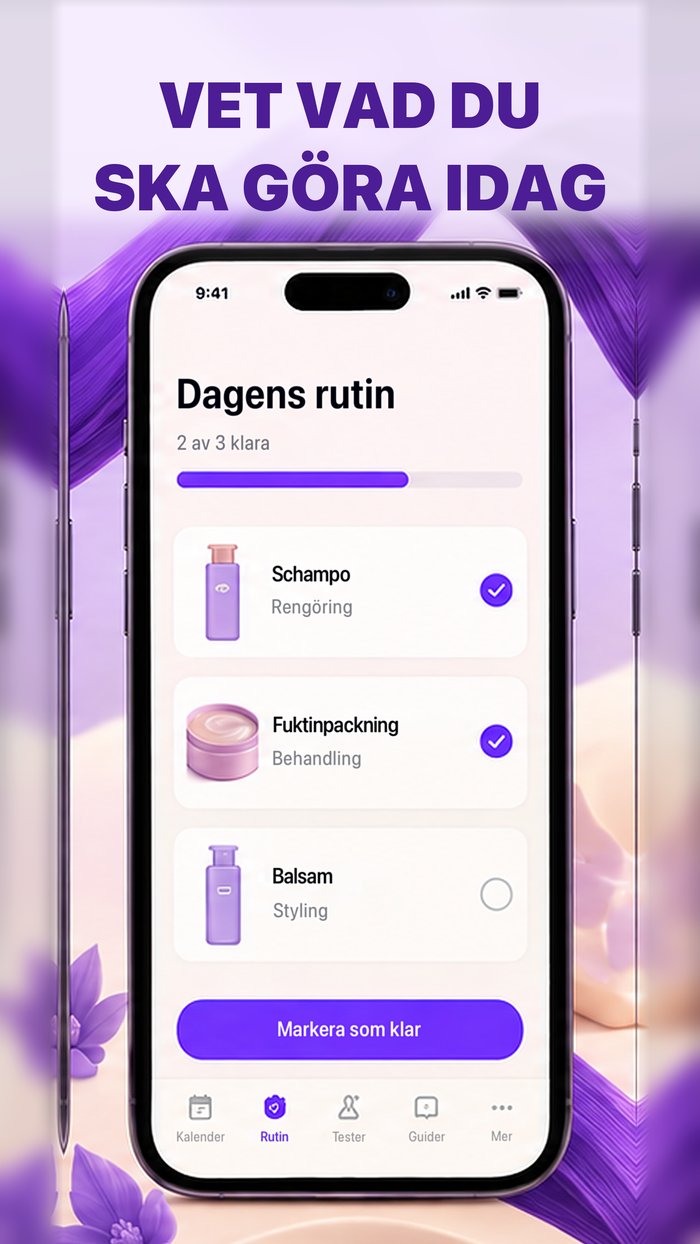 VET VAD DU
SKA GÖRA IDAG
9:41
Dagens rutin
2 av 3 klara
Schampo
Rengöring
Fuktinpackning
Behandling
Balsam
Styling
Markera som klar
Kalender
Rutin
Tester
Guider
Mer